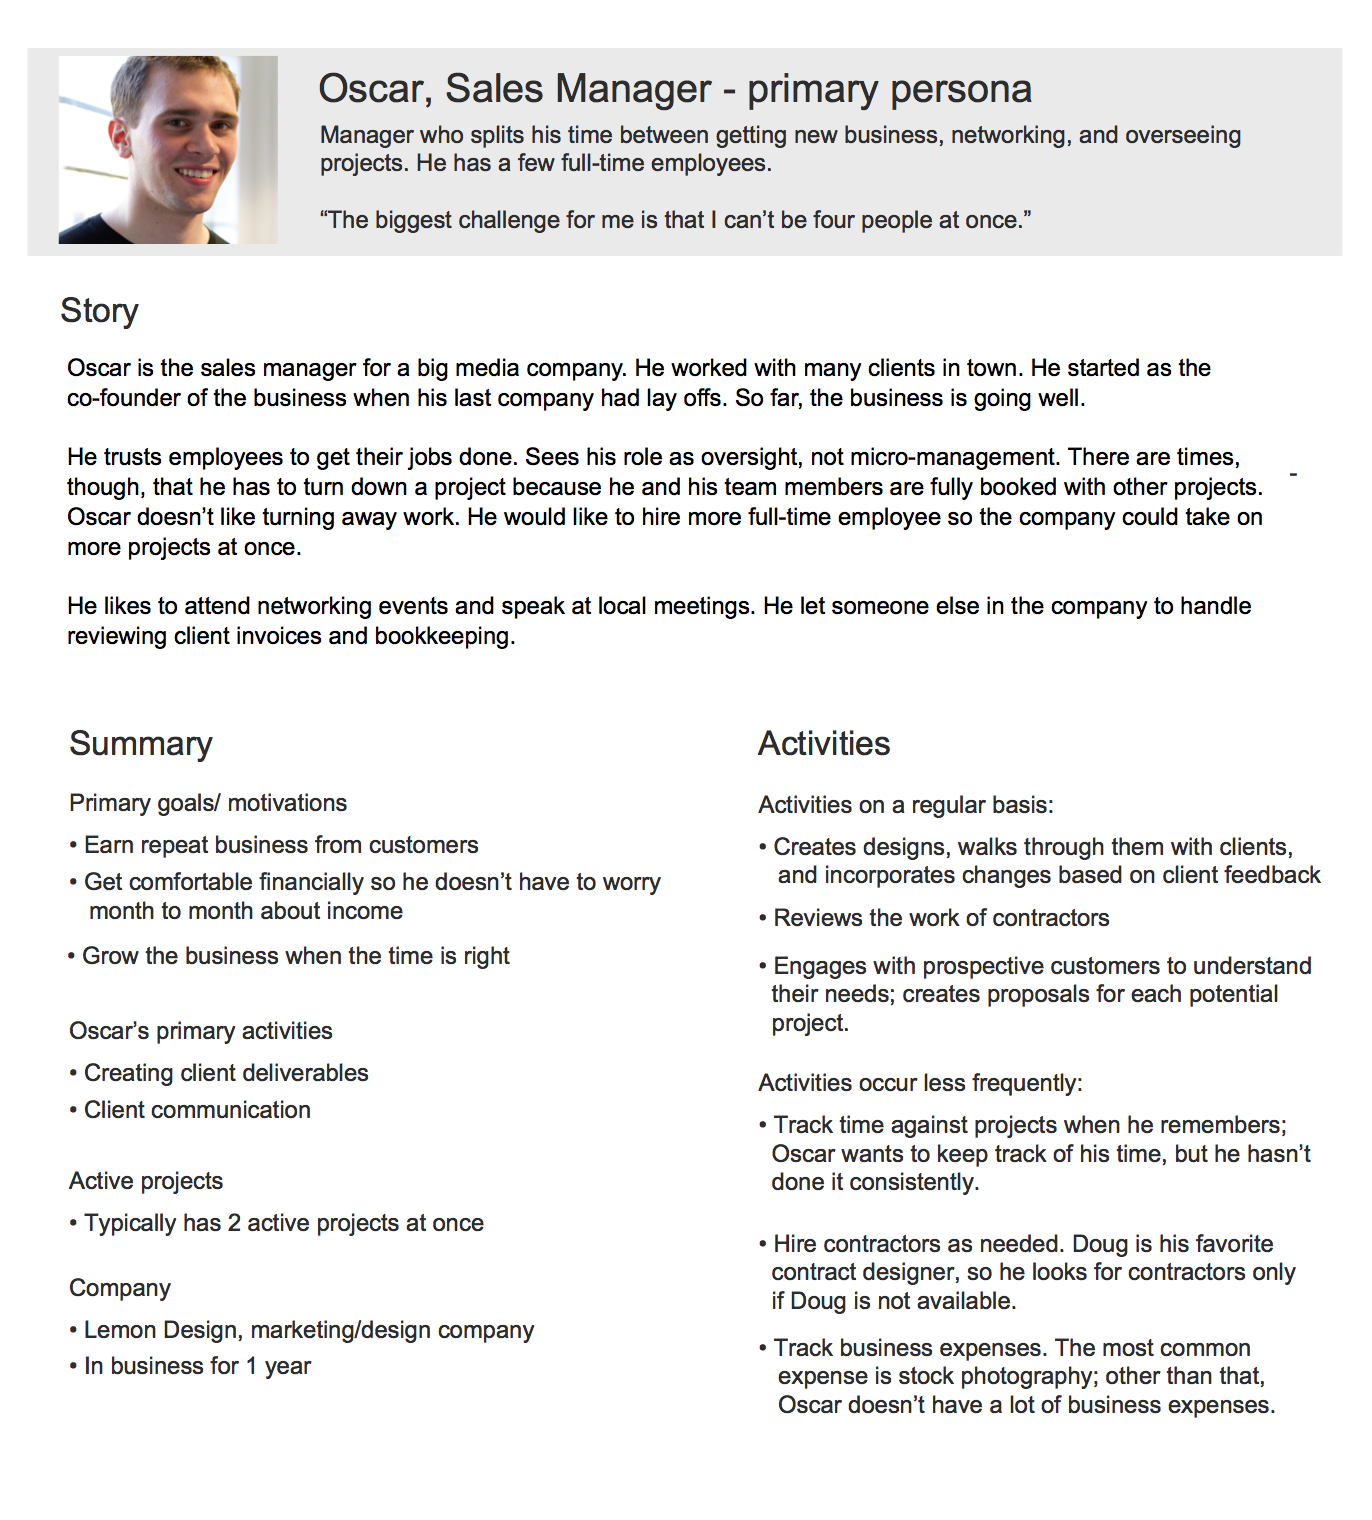 Oscar, Sales Manager - primary persona
Manager who splits his time between getting new business, networking, and overseeing
projects. He has a few full-time employees.
“The biggest challenge for me is that I can’t be four people at once.”
Story
Oscar is the sales manager for a big media company. He worked with many clients in town. He started as the
co-founder of the business when his last company had lay offs. So far, the business is going well.
He trusts employees to get their jobs done. Sees his role as oversight, not micro-management. There are times,
though, that he has to turn down a project because he and his team members are fully booked with other projects.
Oscar doesn’t like turning away work. He would like to hire more full-time employee so the company could take on
more projects at once.
-
He likes to attend networking events and speak at local meetings. He let someone else in the company to handle
reviewing client invoices and bookkeeping.
Summary
Primary goals/ motivations
• Earn repeat business from customers
• Get comfortable financially so he doesn’t have to worry
month to month about income
• Grow the business when the time is right
Oscar’s primary activities
• Creating client deliverables
• Client communication
Active projects
• Typically has 2 active projects at once
Company
• Lemon Design, marketing/design company
• In business for 1 year
Activities
Activities on a regular basis:
• Creates designs, walks through them with clients,
and incorporates changes based on client feedback
• Reviews the work of contractors
• Engages with prospective customers to understand
their needs; creates proposals for each potential
project.
Activities occur less frequently:
• Track time against projects when he remembers;
Oscar wants to keep track of his time, but he hasn’t
done it consistently.
• Hire contractors as needed. Doug is his favorite
contract designer, so he looks for contractors only
if Doug is not available.
• Track business expenses. The most common
expense is stock photography; other than that,
Oscar doesn’t have a lot of business expenses.